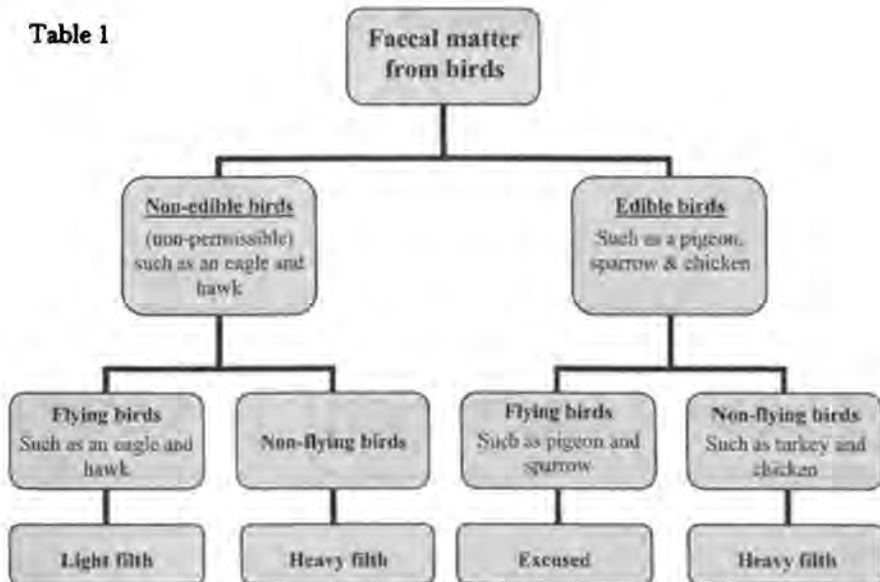 Table 1
Faecal matter
from birds
Non-edible birds
(non-permissible)
such as an eagle and
hawk
Edible birds
Such as a pigeon,
sparrow & chicken
Flying birds
Such as an eagle and
hawk
Non-flying birds
Flying birds
Such as pigeon and
sparrow
Non-flying birds
Such as turkey and
chicken
Light filth
Heavy filth
Excused
Heavy filth